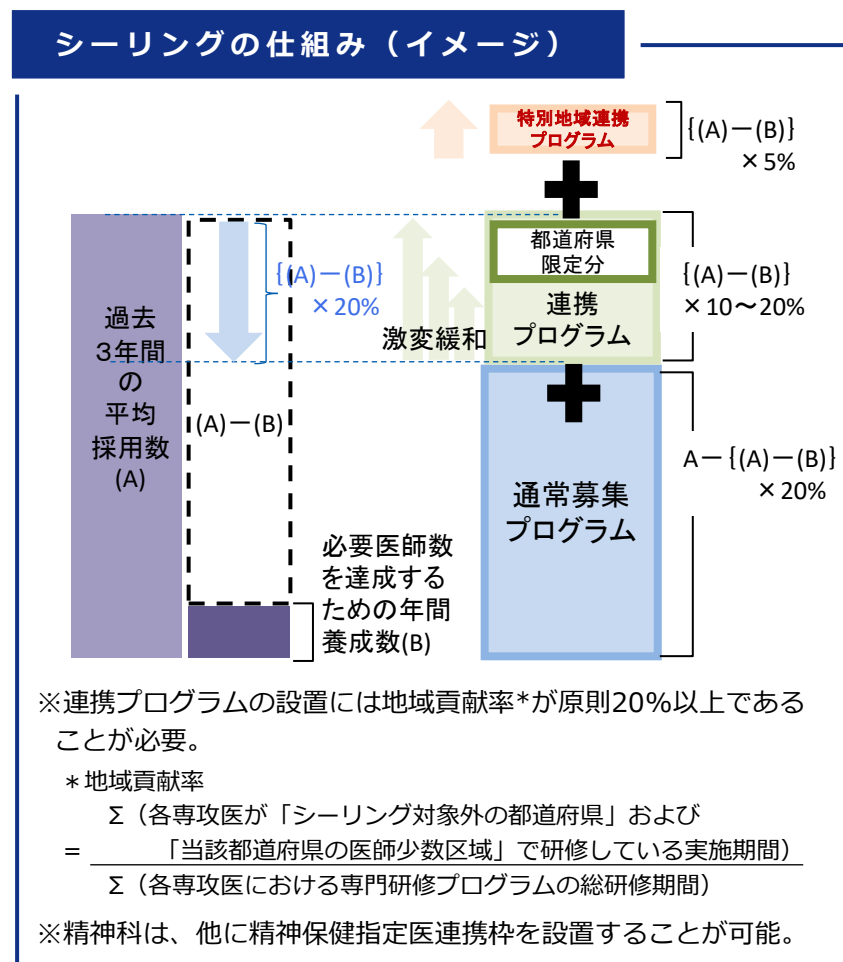 シーリングの仕組み（イメージ）
特別地域連携
プログラム
{(A)－(B)}
×5%
都道府県
限定分
連携
プログラム
{(A)－(B)}
×10～20%
{(A)－(B)}
×20%
激変緩和
過去
3年間
の
平均
採用数
(A)
(A)－(B)
通常募集
プログラム
A－{(A)－(B)}
×20%
必要医師数
を達成する
ための年間
養成数(B)
※連携プログラムの設置には地域貢献率*が原則20%以上である
ことが必要。
＊地域貢献率
Σ（各専攻医が「シーリング対象外の都道府県」および
= 「当該都道府県の医師少数区域」で研修している実施期間）
Σ（各専攻医における専門研修プログラムの総研修期間）
※精神科は、他に精神保健指定医連携枠を設置することが可能。